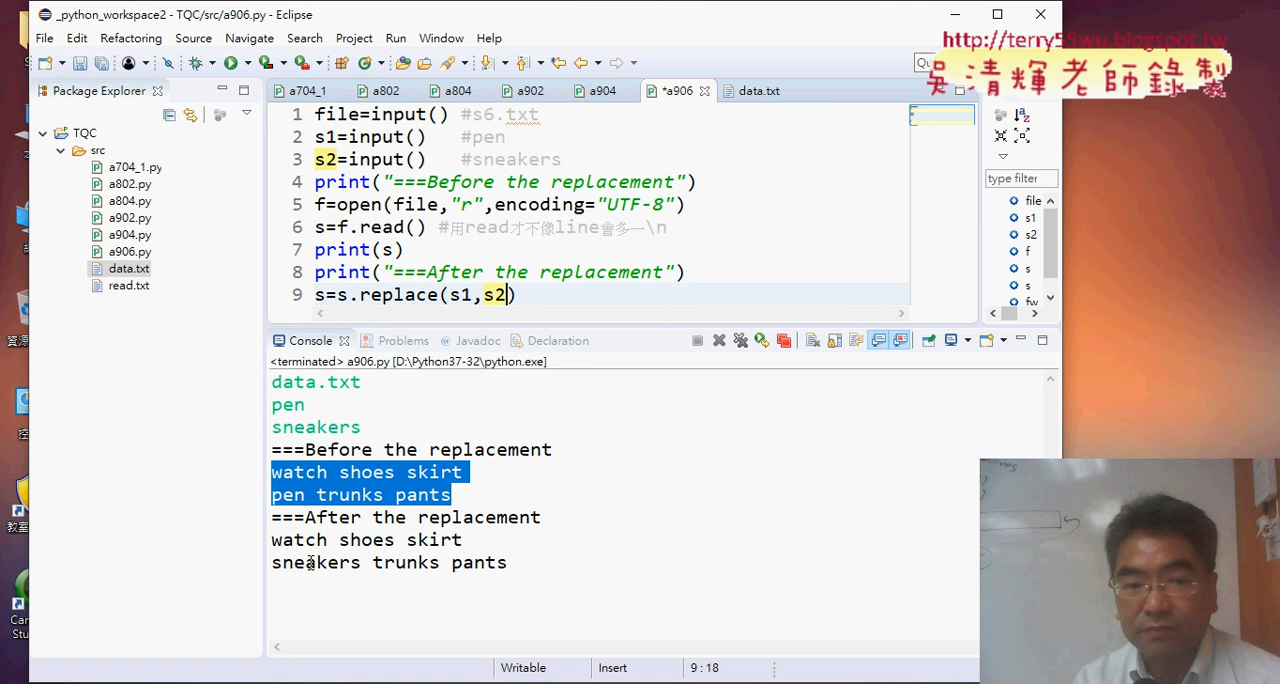 _python_workspace2 - TQC/src/a906.py - Eclipse
http://terry55wu.blogspot.tw
吳清輝老師錄製
File Edit Refactoring Source Navigate Search Project Run Window Help
Package Explorer
a704_1 a802 a804 a902 a904 *a906 data.txt
TQC
src
a704_1.py
a802.py
a804.py
a902.py
a904.py
a906.py
data.txt
read.txt
1 file=input() #s6.txt
2 s1=input() #pen
3 s2=input() #sneakers
4 print("===Before the replacement")
5 f=open(file,"r",encoding="UTF-8")
6 s=f.read() #用read才不像line會多一\n
7 print(s)
8 print("===After the replacement")
9 s=s.replace(s1,s2)
type filter
file
s1
s2
f
s
s
fw
Console Problems @ Javadoc Declaration
<terminated> a906.py [D:\Python37-32\python.exe]
data.txt
pen
sneakers
===Before the replacement
watch shoes skirt
pen trunks pants
===After the replacement
watch shoes skirt
sneakers trunks pants
Writable Insert 9 : 18
資源
教室
Stu